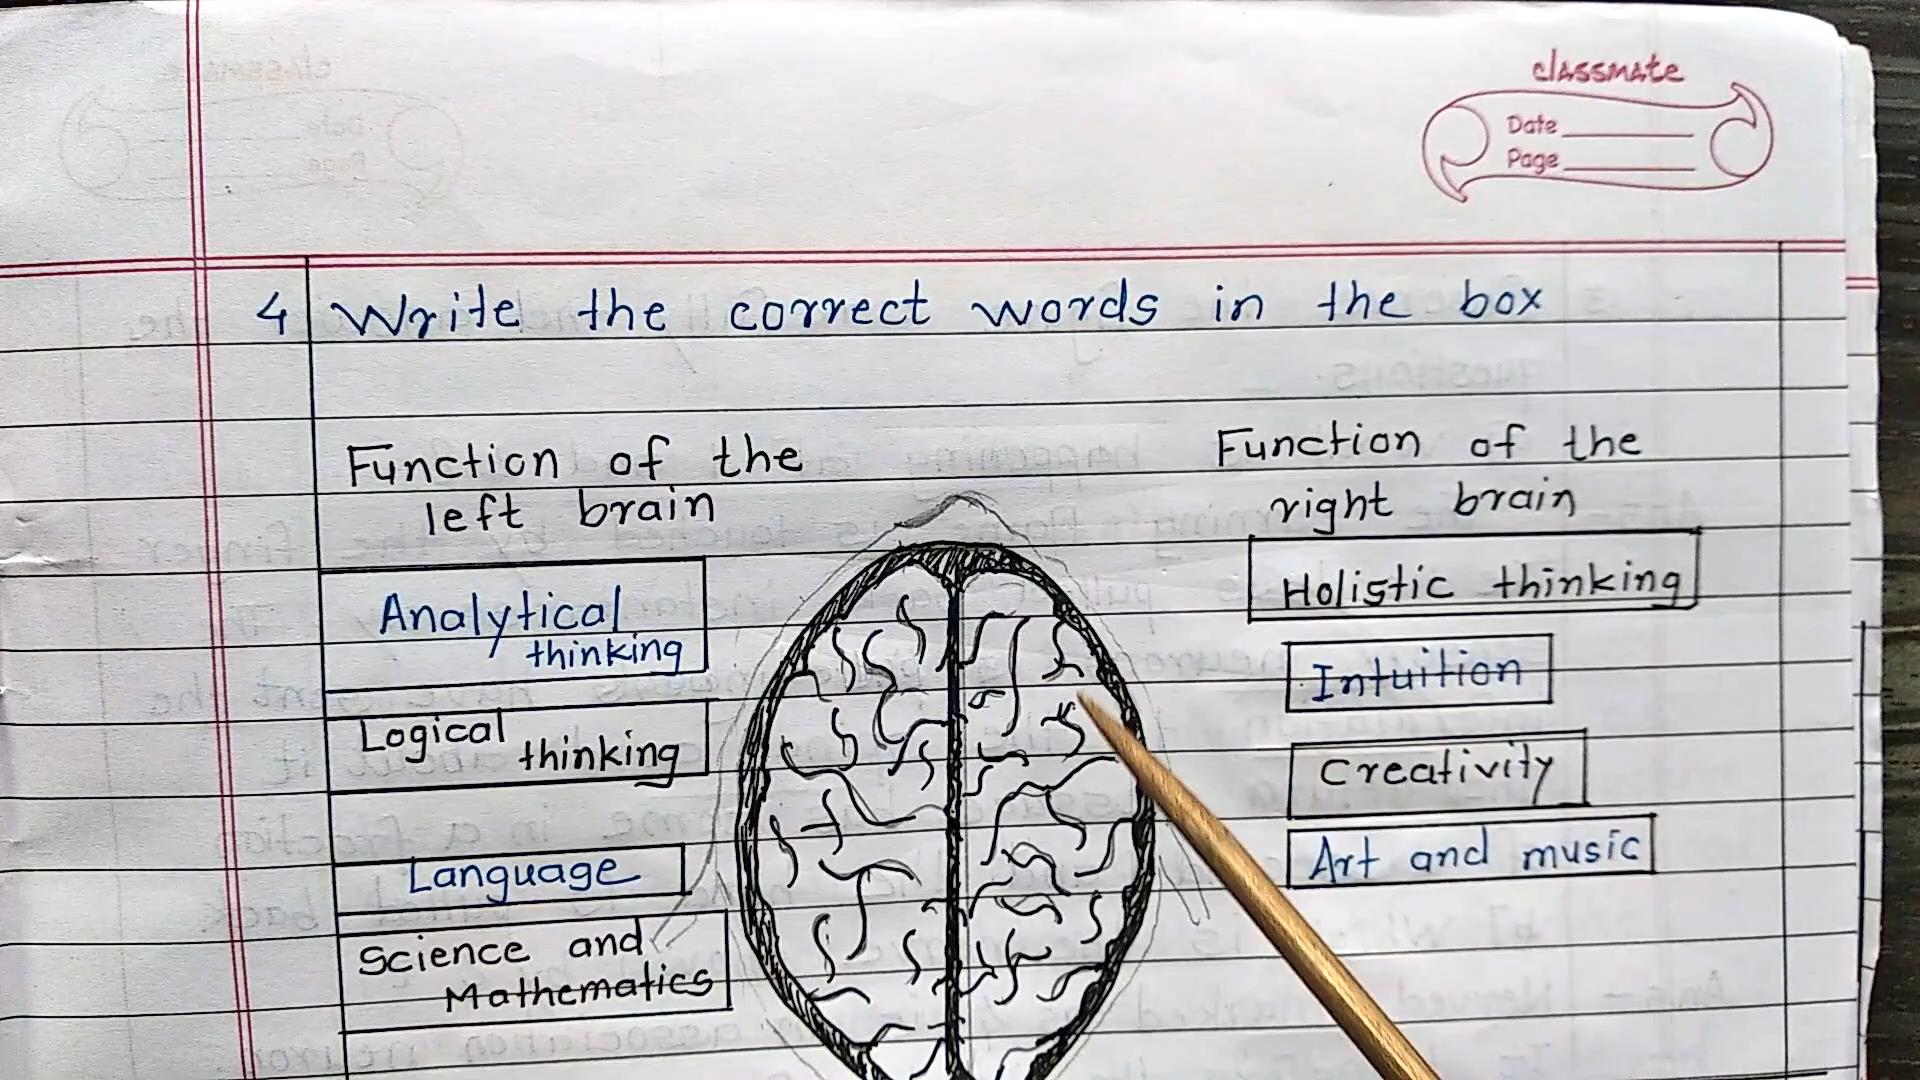 classmate
Date
Page
4 Write the correct words in the box
Function of the
left brain
Function of the
right brain
Analytical
thinking
Logical
thinking
Language
Science and
Mathematics
Holistic thinking
Intuition
Creativity
Art and music